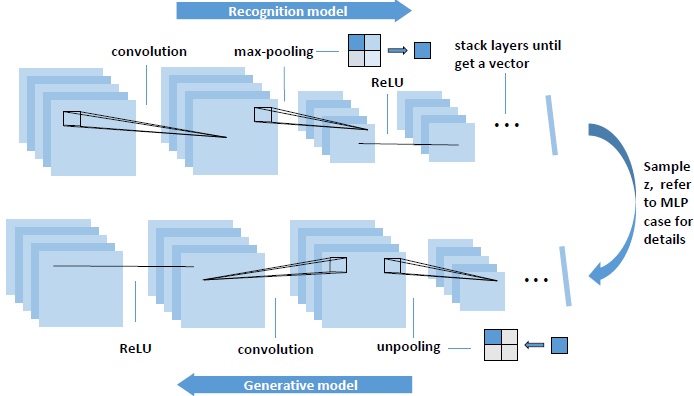 Recognition model
convolution
max-pooling
stack layers until
get a vector
ReLU
Sample
z, refer
to MLP
case for
details
ReLU
convolution
unpooling
Generative model